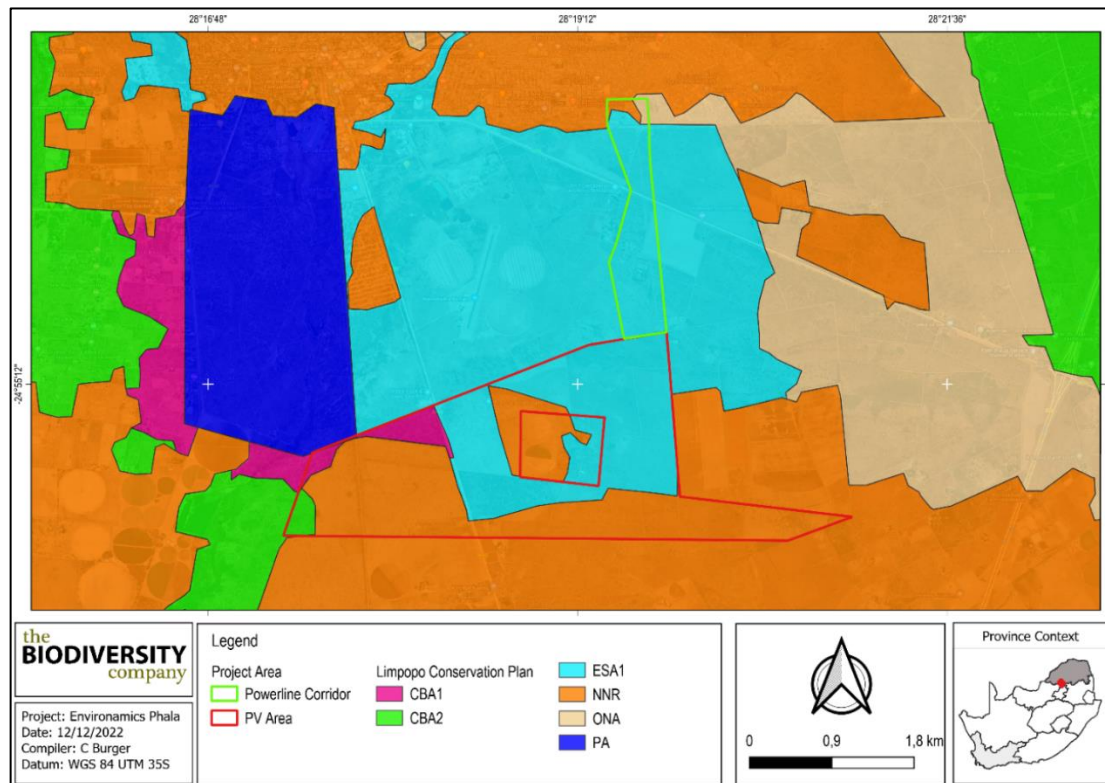 28°16'48"
28°19'12"
28°21'36"
-24°55'12"
the
BIODIVERSITY
company
Project: Environamics Phala
Date: 12/12/2022
Compiler: C Burger
Datum: WGS 84 UTM 35S
Legend
Project Area
Powerline Corridor
PV Area
Limpopo Conservation Plan
CBA1
CBA2
ESA1
NNR
ONA
PA
0
0,9
1,8 km
Province Context